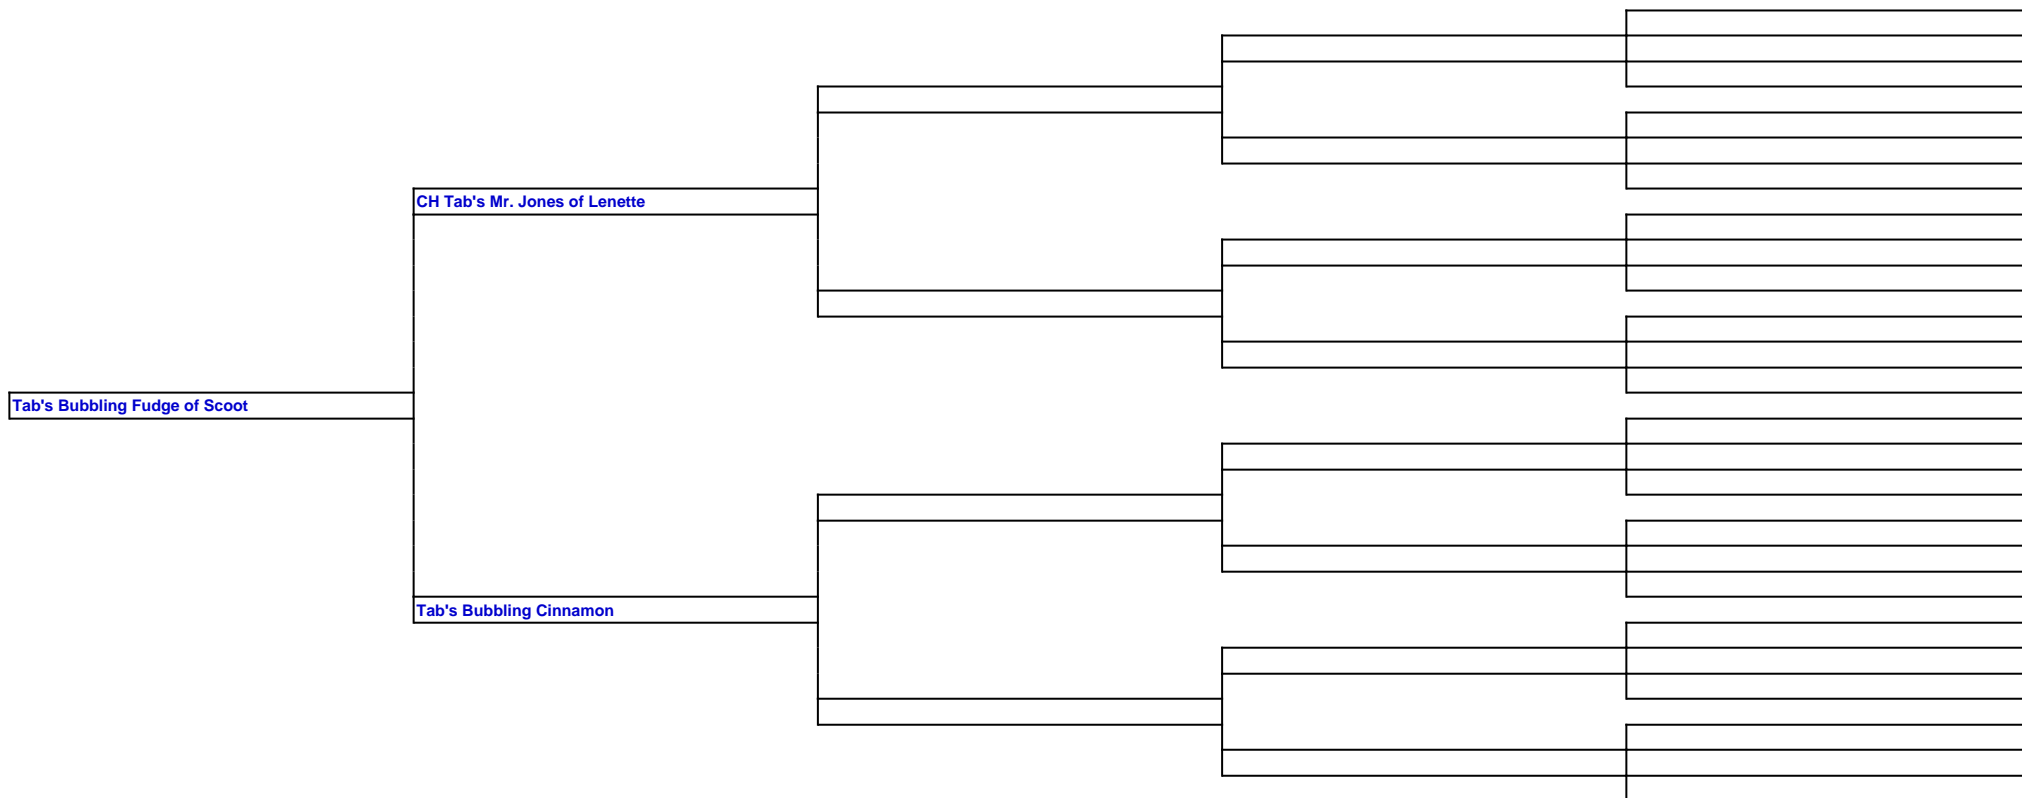 CH Tab's Mr. Jones of Lenette
Tab's Bubbling Fudge of Scoot
Tab's Bubbling Cinnamon